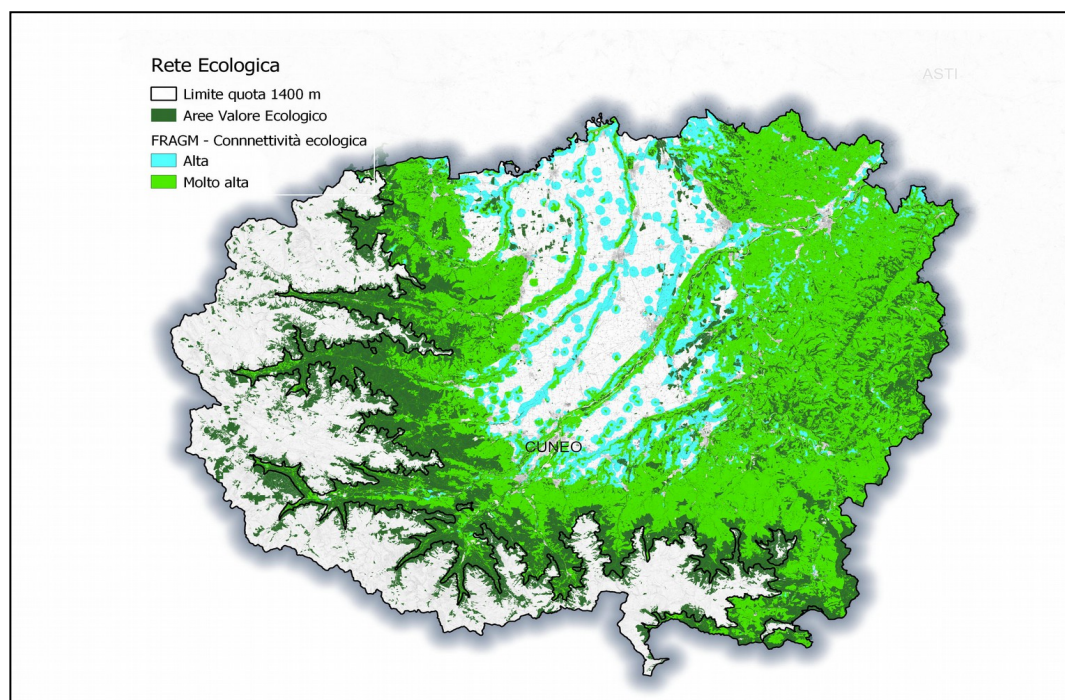 Rete Ecologica
Limite quota 1400 m
Aree Valore Ecologico
FRAGM - Connnettività ecologica
Alta
Molto alta
ASTI
CUNEO